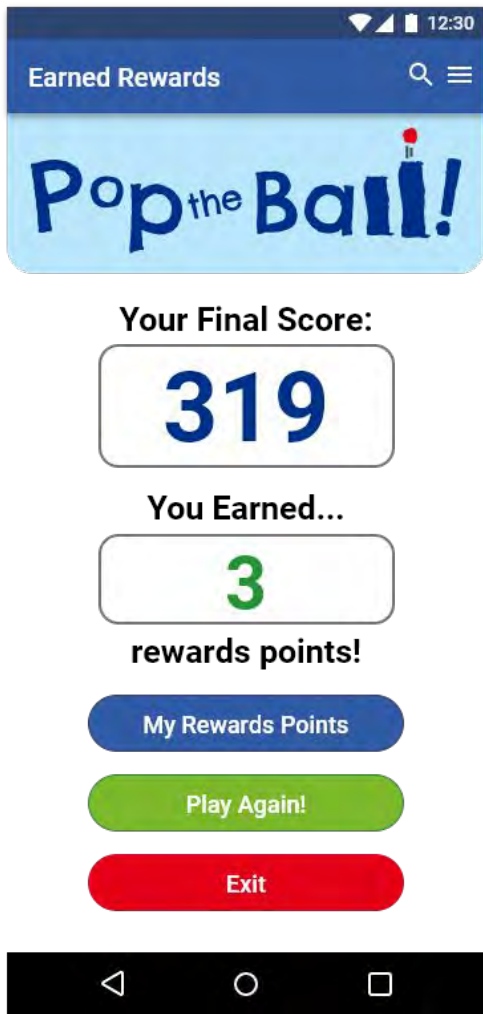 12:30
Earned Rewards
Pop the Ball!
Your Final Score:
319
You Earned...
3
rewards points!
My Rewards Points
Play Again!
Exit